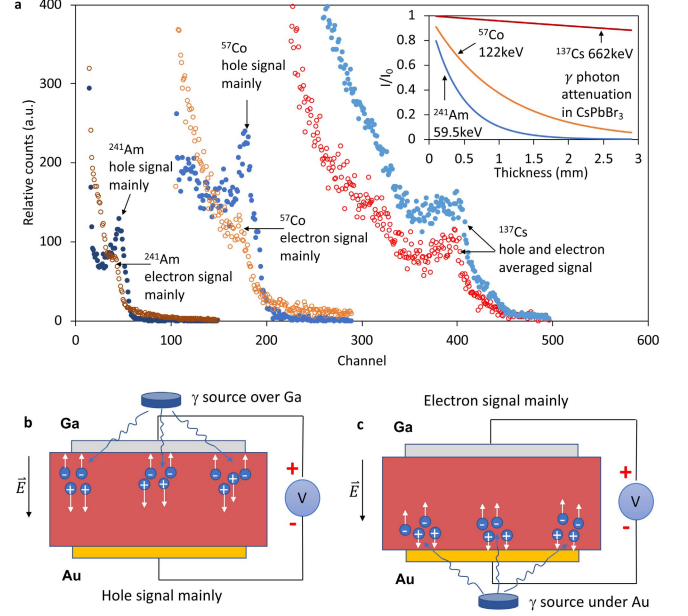 a
400
300
200
100
0
Relative counts (a.u.)
0 100 200 300 400 500 600
Channel
²⁴¹Am
hole signal
mainly
²⁴¹Am
electron signal
mainly
⁵⁷Co
hole signal
mainly
⁵⁷Co
electron signal
mainly
¹³⁷Cs
hole and electron
averaged signal
1
0.8
0.6
0.4
0.2
0
I/I₀
⁵⁷Co
122keV
¹³⁷Cs 662keV
γ photon
attenuation
in CsPbBr₃
²⁴¹Am
59.5keV
0 0.5 1 1.5 2 2.5 3
Thickness (mm)
b
γ source over Ga
Ga
E⃗
+
V
-
Au
Hole signal mainly
Electron signal mainly
c
Ga
E⃗
+
V
-
Au
γ source under Au